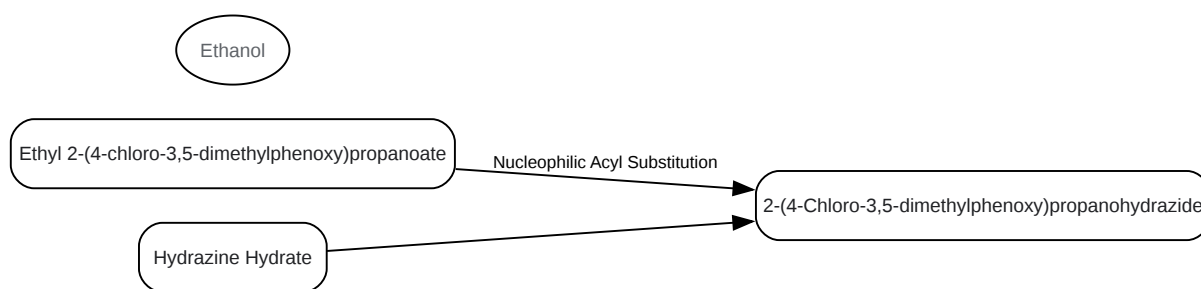 Ethanol
Ethyl 2-(4-chloro-3,5-dimethylphenoxy)propanoate
Nucleophilic Acyl Substitution
2-(4-Chloro-3,5-dimethylphenoxy)propanohydrazide
Hydrazine Hydrate